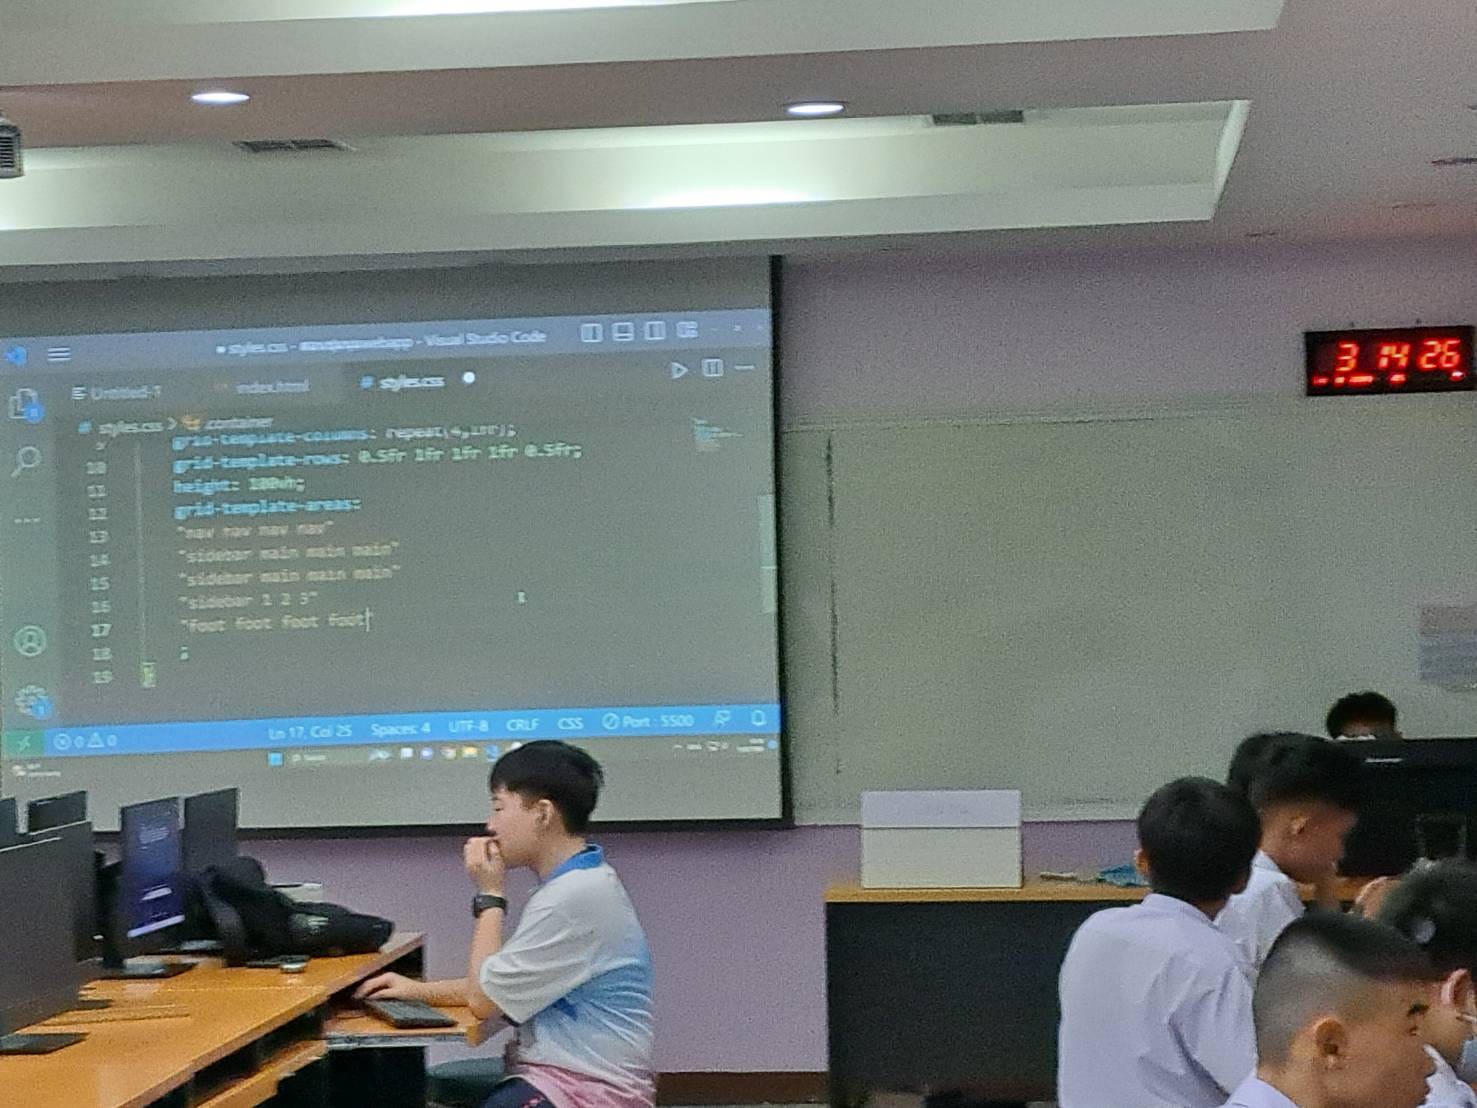 styles.css - - Visual Studio Code
Untitled-1 index.html # styles.css
# styles.css > .container
9 grid-template-columns: repeat(4,1fr);
10 grid-template-rows: 0.5fr 1fr 1fr 1fr 0.5fr;
11 height: 100vh;
12 grid-template-areas:
13 "nav nav nav nav"
14 "sidebar main main main"
15 "sidebar main main main"
16 "sidebar 1 2 3"
17 "foot foot foot foot
18 ;
19 }
0 0 Ln 17, Col 25 Spaces: 4 UTF-8 CRLF CSS Port : 5500
3 14 26